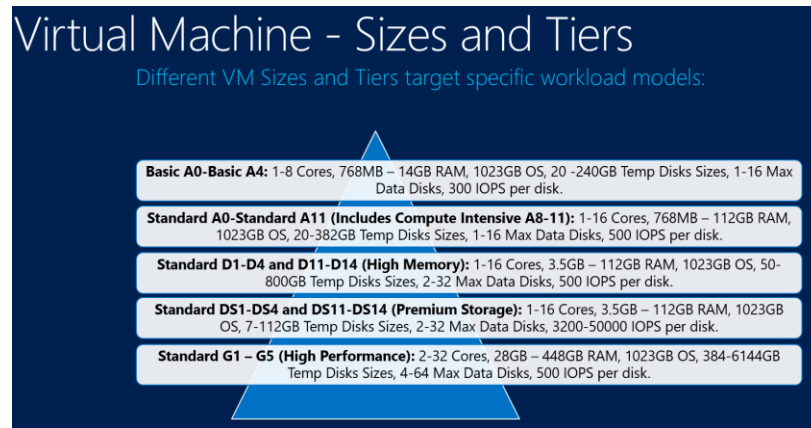 Virtual Machine - Sizes and Tiers
Different VM Sizes and Tiers target specific workload models:
Basic A0-Basic A4: 1-8 Cores, 768MB – 14GB RAM, 1023GB OS, 20 -240GB Temp Disks Sizes, 1-16 Max
Data Disks, 300 IOPS per disk.
Standard A0-Standard A11 (Includes Compute Intensive A8-11): 1-16 Cores, 768MB – 112GB RAM,
1023GB OS, 20-382GB Temp Disks Sizes, 1-16 Max Data Disks, 500 IOPS per disk.
Standard D1-D4 and D11-D14 (High Memory): 1-16 Cores, 3.5GB – 112GB RAM, 1023GB OS, 50-
800GB Temp Disks Sizes, 2-32 Max Data Disks, 500 IOPS per disk.
Standard DS1-DS4 and DS11-DS14 (Premium Storage): 1-16 Cores, 3.5GB – 112GB RAM, 1023GB
OS, 7-112GB Temp Disks Sizes, 2-32 Max Data Disks, 3200-50000 IOPS per disk.
Standard G1 – G5 (High Performance): 2-32 Cores, 28GB – 448GB RAM, 1023GB OS, 384-6144GB
Temp Disks Sizes, 4-64 Max Data Disks, 500 IOPS per disk.